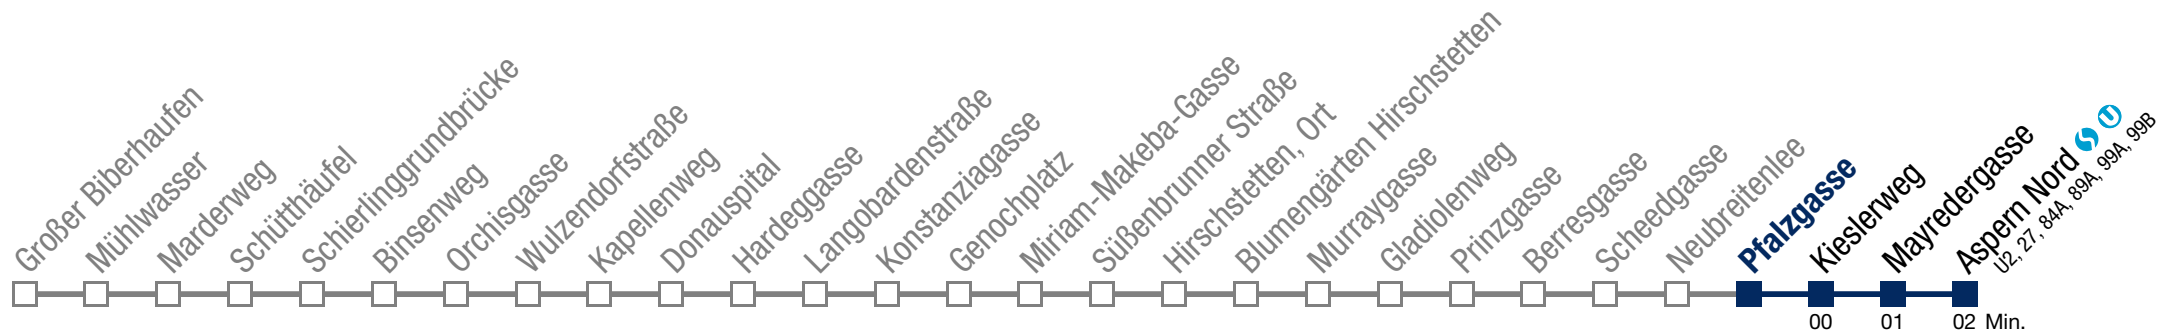 Großer Biberhaufen
Mühlwasser
Marderweg
Schütthäufel
Schierlinggrundbrücke
Binsenweg
Orchisgasse
Wulzendorfstraße
Kapellenweg
Donauspital
Hardeggasse
Langobardenstraße
Konstanziagasse
Genochplatz
Miriam-Makeba-Gasse
Süßenbrunner Straße
Hirschstetten, Ort
Blumengärten Hirschstetten
Murraygasse
Gladiolenweg
Prinzgasse
Berresgasse
Scheedgasse
Neubreitenlee
Pfalzgasse
Kieslerweg
Mayredergasse
Aspern Nord
U2, 27, 84A, 89A, 99A, 99B
00 01 02 Min.